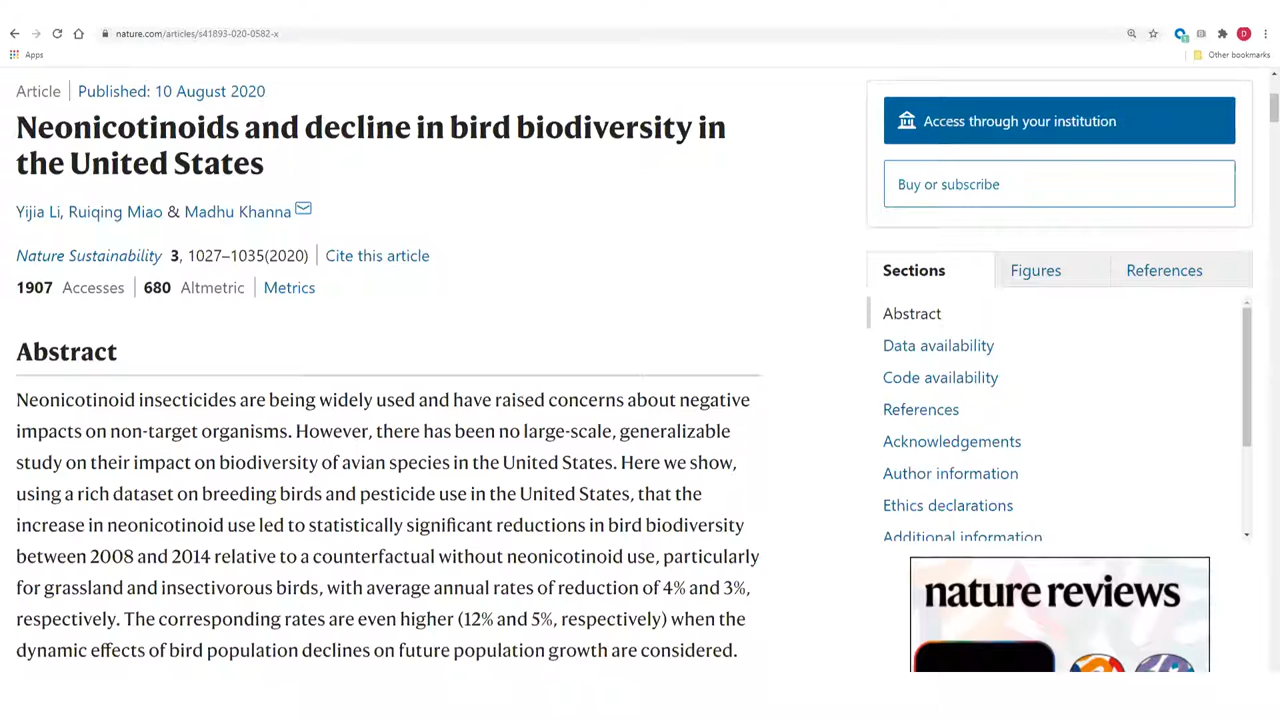 nature.com/articles/s41893-020-0582-x
Apps
Other bookmarks
Article
Published: 10 August 2020
Neonicotinoids and decline in bird biodiversity in
the United States
Yijia Li, Ruiqing Miao & Madhu Khanna
Nature Sustainability 3, 1027–1035(2020)
Cite this article
1907 Accesses
680 Altmetric
Metrics
Abstract
Neonicotinoid insecticides are being widely used and have raised concerns about negative
impacts on non-target organisms. However, there has been no large-scale, generalizable
study on their impact on biodiversity of avian species in the United States. Here we show,
using a rich dataset on breeding birds and pesticide use in the United States, that the
increase in neonicotinoid use led to statistically significant reductions in bird biodiversity
between 2008 and 2014 relative to a counterfactual without neonicotinoid use, particularly
for grassland and insectivorous birds, with average annual rates of reduction of 4% and 3%,
respectively. The corresponding rates are even higher (12% and 5%, respectively) when the
dynamic effects of bird population declines on future population growth are considered.
Access through your institution
Buy or subscribe
Sections
Figures
References
Abstract
Data availability
Code availability
References
Acknowledgements
Author information
Ethics declarations
Additional information
nature reviews
D